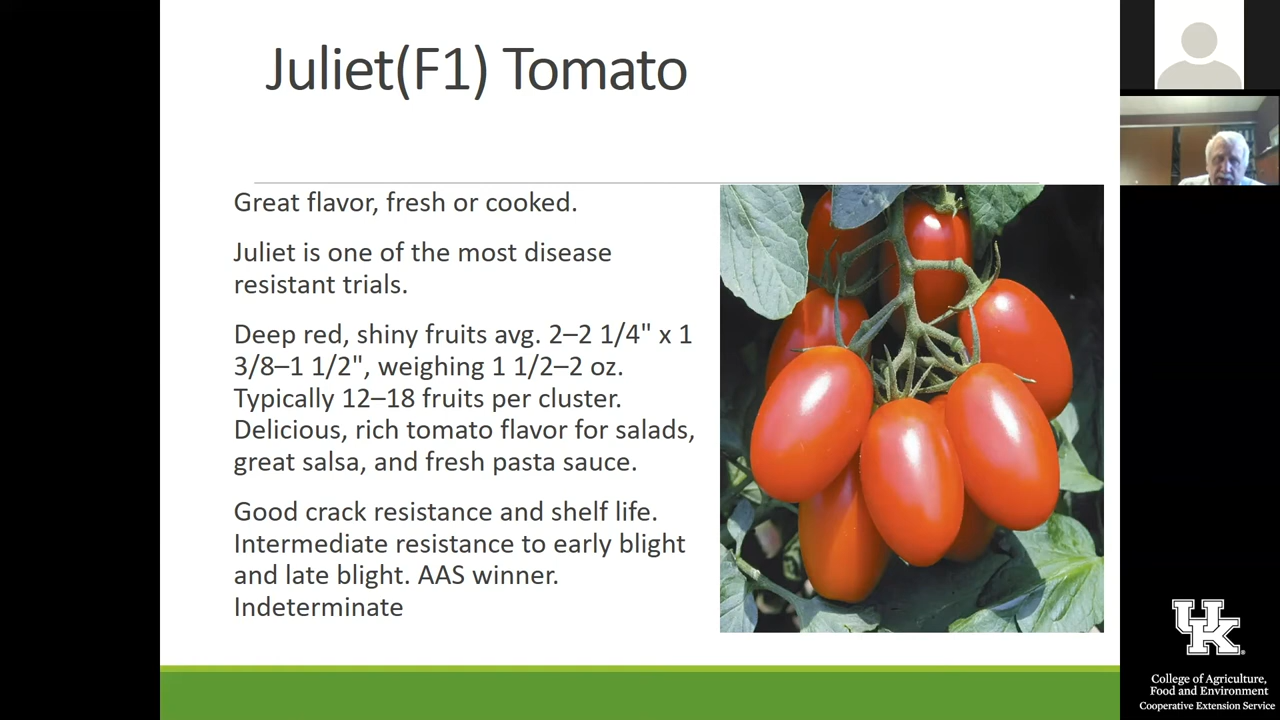 Juliet(F1) Tomato
Great flavor, fresh or cooked.
Juliet is one of the most disease
resistant trials.
Deep red, shiny fruits avg. 2–2 1/4" x 1
3/8–1 1/2", weighing 1 1/2–2 oz.
Typically 12–18 fruits per cluster.
Delicious, rich tomato flavor for salads,
great salsa, and fresh pasta sauce.
Good crack resistance and shelf life.
Intermediate resistance to early blight
and late blight. AAS winner.
Indeterminate
UK
College of Agriculture,
Food and Environment
Cooperative Extension Service